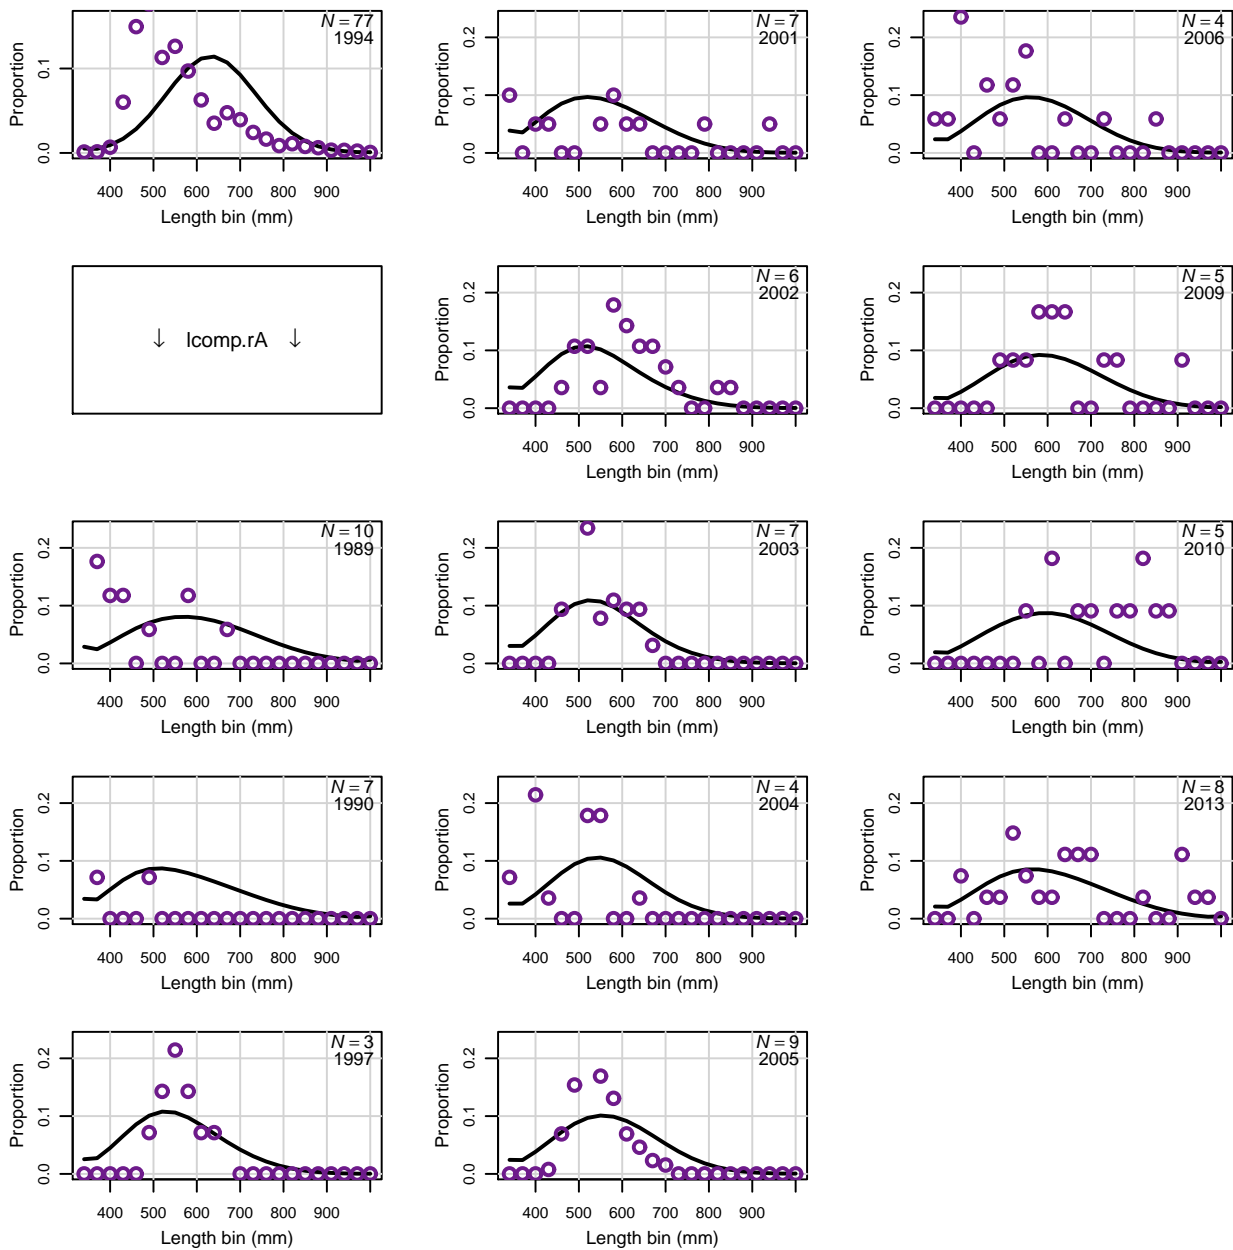 N = 77
1994
Proportion
0.0 0.1
400 500 600 700 800 900
Length bin (mm)
N = 7
2001
Proportion
0.0 0.1 0.2
400 500 600 700 800 900
Length bin (mm)
N = 4
2006
Proportion
0.0 0.1 0.2
400 500 600 700 800 900
Length bin (mm)
↓ lcomp.rA ↓
N = 6
2002
Proportion
0.0 0.1 0.2
400 500 600 700 800 900
Length bin (mm)
N = 5
2009
Proportion
0.0 0.1 0.2
400 500 600 700 800 900
Length bin (mm)
N = 10
1989
Proportion
0.0 0.1 0.2
400 500 600 700 800 900
Length bin (mm)
N = 7
2003
Proportion
0.0 0.1 0.2
400 500 600 700 800 900
Length bin (mm)
N = 5
2010
Proportion
0.0 0.1 0.2
400 500 600 700 800 900
Length bin (mm)
N = 7
1990
Proportion
0.0 0.1 0.2
400 500 600 700 800 900
Length bin (mm)
N = 4
2004
Proportion
0.0 0.1 0.2
400 500 600 700 800 900
Length bin (mm)
N = 8
2013
Proportion
0.0 0.1 0.2
400 500 600 700 800 900
Length bin (mm)
N = 3
1997
Proportion
0.0 0.1 0.2
400 500 600 700 800 900
Length bin (mm)
N = 9
2005
Proportion
0.0 0.1 0.2
400 500 600 700 800 900
Length bin (mm)